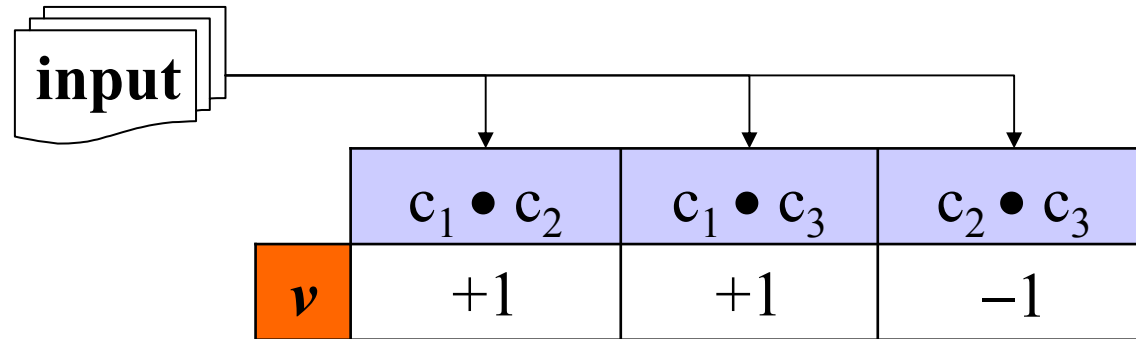 input
c₁ ● c₂ c₁ ● c₃ c₂ ● c₃
v +1 +1 −1